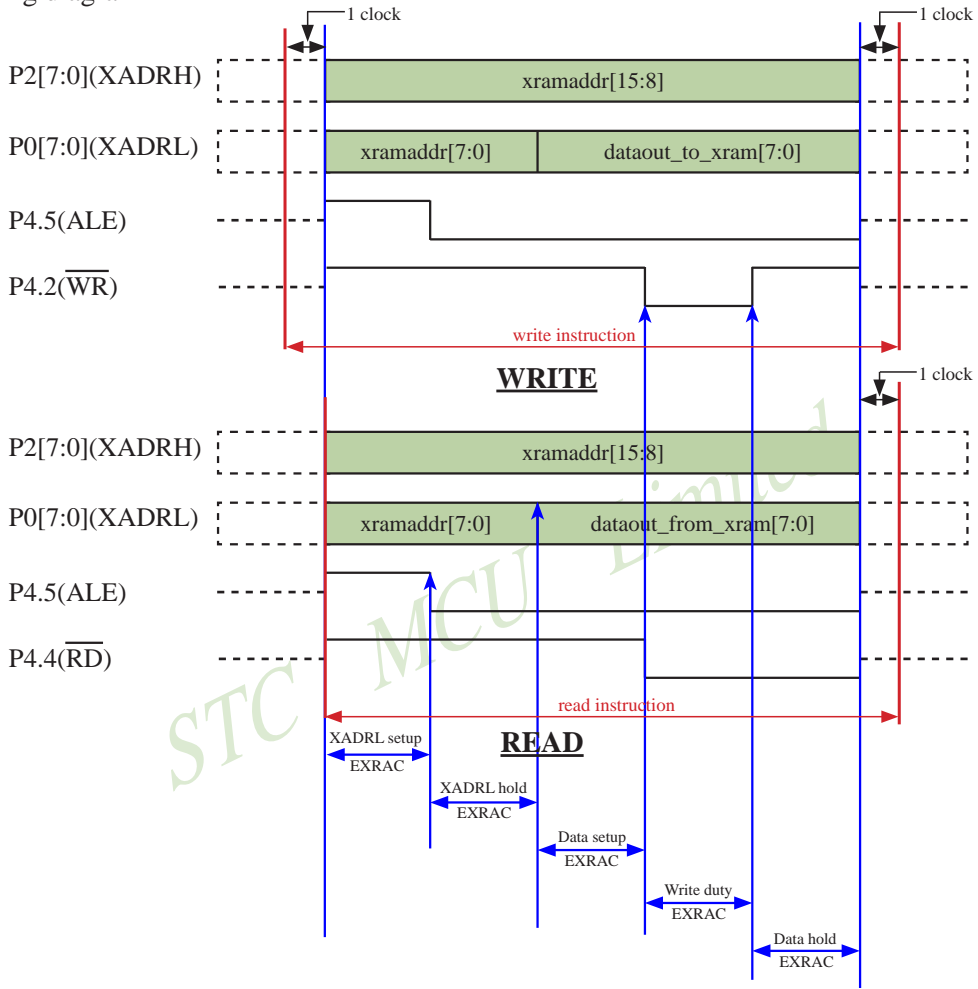 1 clock
1 clock
P2[7:0](XADRH)
xramaddr[15:8]
P0[7:0](XADRL)
xramaddr[7:0]
dataout_to_xram[7:0]
P4.5(ALE)
P4.2(W̅R̅)
write instruction
WRITE
1 clock
P2[7:0](XADRH)
xramaddr[15:8]
P0[7:0](XADRL)
xramaddr[7:0]
dataout_from_xram[7:0]
P4.5(ALE)
P4.4(R̅D̅)
read instruction
READ
STC MCU Limited
XADRL setup
EXRAC
XADRL hold
EXRAC
Data setup
EXRAC
Write duty
EXRAC
Data hold
EXRAC